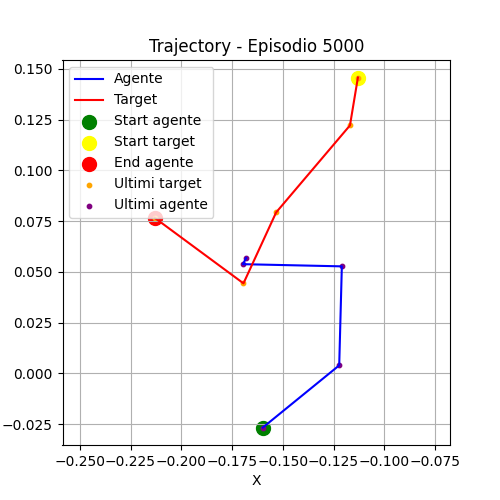 Trajectory - Episodio 5000
Agente
Target
Start agente
Start target
End agente
Ultimi target
Ultimi agente
0.150
0.125
0.100
0.075
0.050
0.025
0.000
−0.025
−0.250 −0.225 −0.200 −0.175 −0.150 −0.125 −0.100 −0.075
X